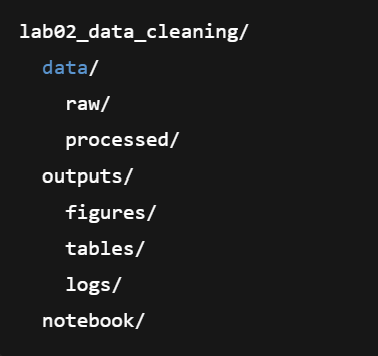 lab02_data_cleaning/
data/
raw/
processed/
outputs/
figures/
tables/
logs/
notebook/